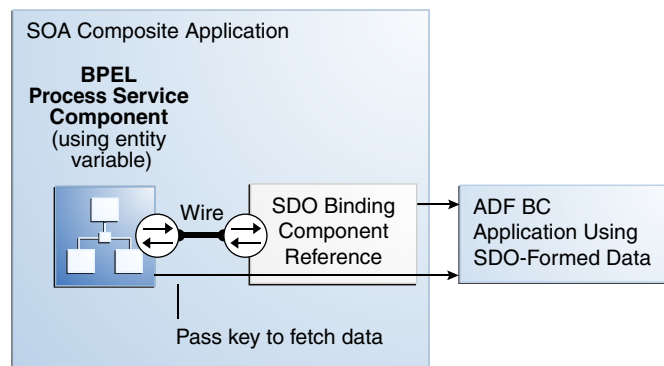 SOA Composite Application
BPEL
Process Service
Component
(using entity
variable)
Wire
SDO Binding
Component
Reference
ADF BC
Application Using
SDO-Formed Data
Pass key to fetch data